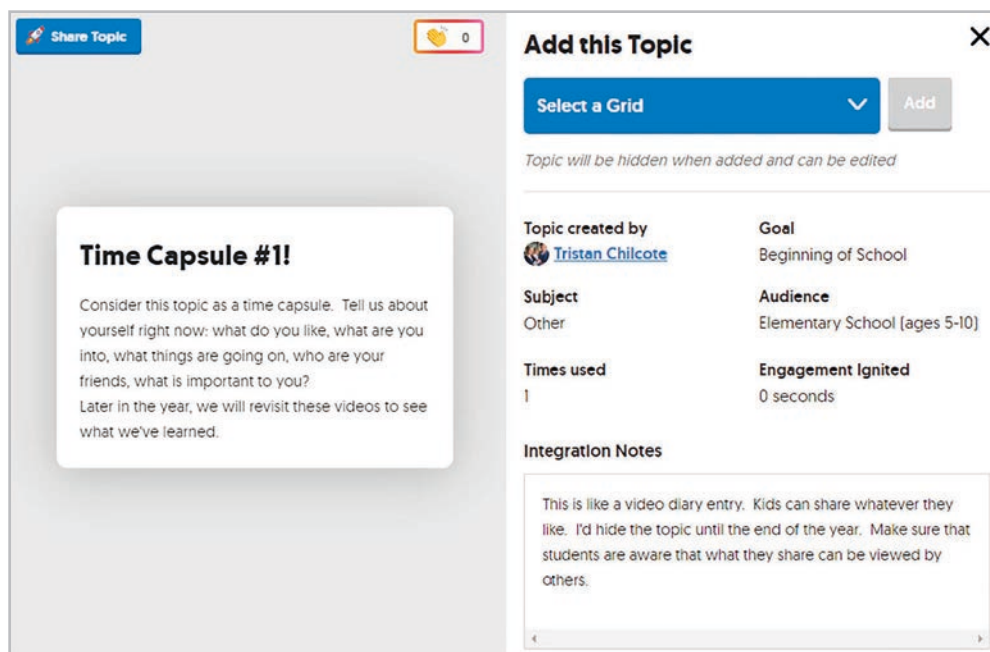 Share Topic
0
Time Capsule #1!
Consider this topic as a time capsule. Tell us about
yourself right now: what do you like, what are you
into, what things are going on, who are your
friends, what is important to you?
Later in the year, we will revisit these videos to see
what we've learned.
Add this Topic
Select a Grid
Add
Topic will be hidden when added and can be edited
Topic created by
Tristan Chilcote
Goal
Beginning of School
Subject
Other
Audience
Elementary School (ages 5-10)
Times used
1
Engagement Ignited
0 seconds
Integration Notes
This is like a video diary entry. Kids can share whatever they
like. I'd hide the topic until the end of the year. Make sure that
students are aware that what they share can be viewed by
others.